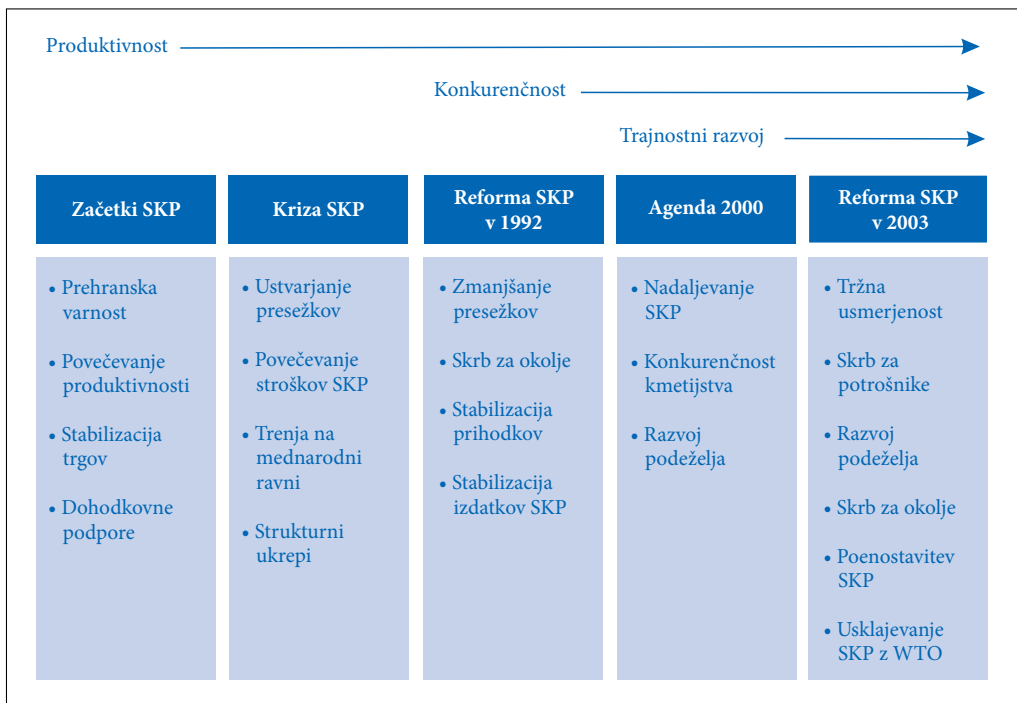 Produktivnost
Konkurenčnost
Trajnostni razvoj
Začetki SKP
• Prehranska
varnost
• Povečevanje
produktivnosti
• Stabilizacija
trgov
• Dohodkovne
podpore
Kriza SKP
• Ustvarjanje
presežkov
• Povečevanje
stroškov SKP
• Trenja na
mednarodni
ravni
• Strukturni
ukrepi
Reforma SKP
v 1992
• Zmanjšanje
presežkov
• Skrb za okolje
• Stabilizacija
prihodkov
• Stabilizacija
izdatkov SKP
Agenda 2000
• Nadaljevanje
SKP
• Konkurenčnost
kmetijstva
• Razvoj
podeželja
Reforma SKP
v 2003
• Tržna
usmerjenost
• Skrb za
potrošnike
• Razvoj
podeželja
• Skrb za okolje
• Poenostavitev
SKP
• Usklajevanje
SKP z WTO